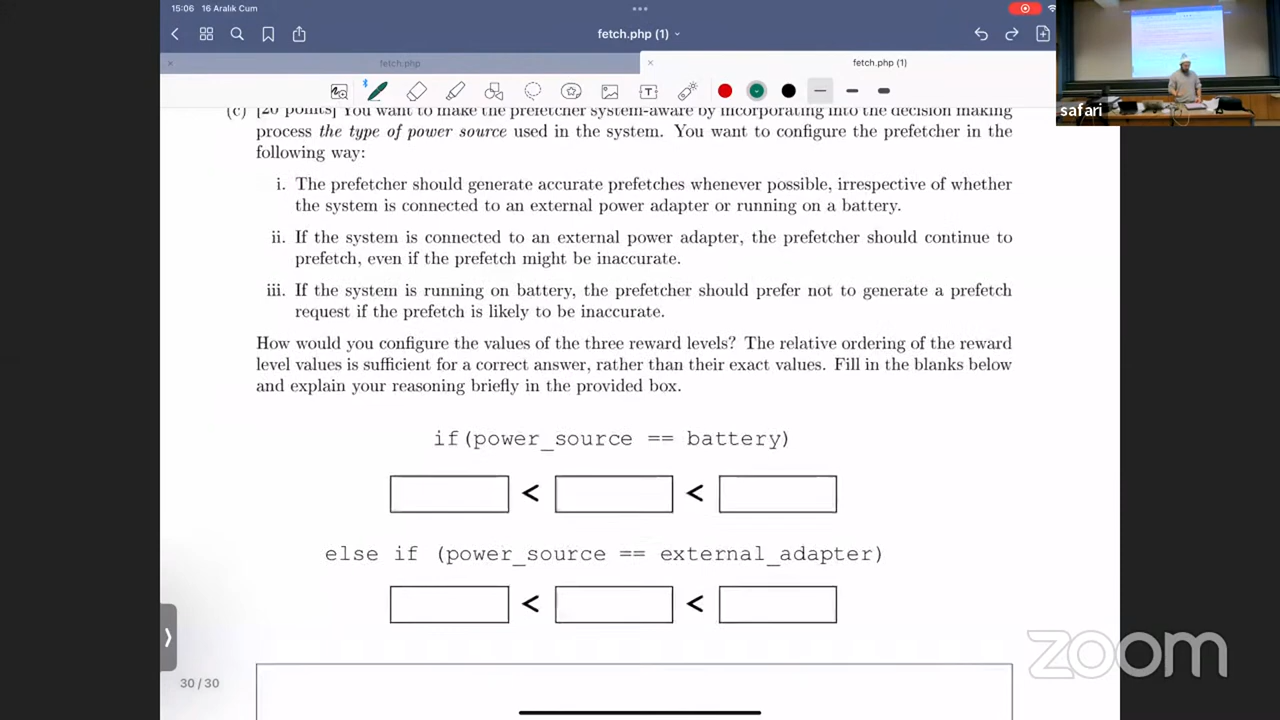 15:06 16 Aralık Cum
fetch.php (1)
fetch.php
fetch.php (1)
(c) [20 points] You want to make the prefetcher system-aware by incorporating into the decision making
process the type of power source used in the system. You want to configure the prefetcher in the
following way:
i. The prefetcher should generate accurate prefetches whenever possible, irrespective of whether
the system is connected to an external power adapter or running on a battery.
ii. If the system is connected to an external power adapter, the prefetcher should continue to
prefetch, even if the prefetch might be inaccurate.
iii. If the system is running on battery, the prefetcher should prefer not to generate a prefetch
request if the prefetch is likely to be inaccurate.
How would you configure the values of the three reward levels? The relative ordering of the reward
level values is sufficient for a correct answer, rather than their exact values. Fill in the blanks below
and explain your reasoning briefly in the provided box.
if(power_source == battery)
< <
else if (power_source == external_adapter)
< <
30 / 30
safari
zoom